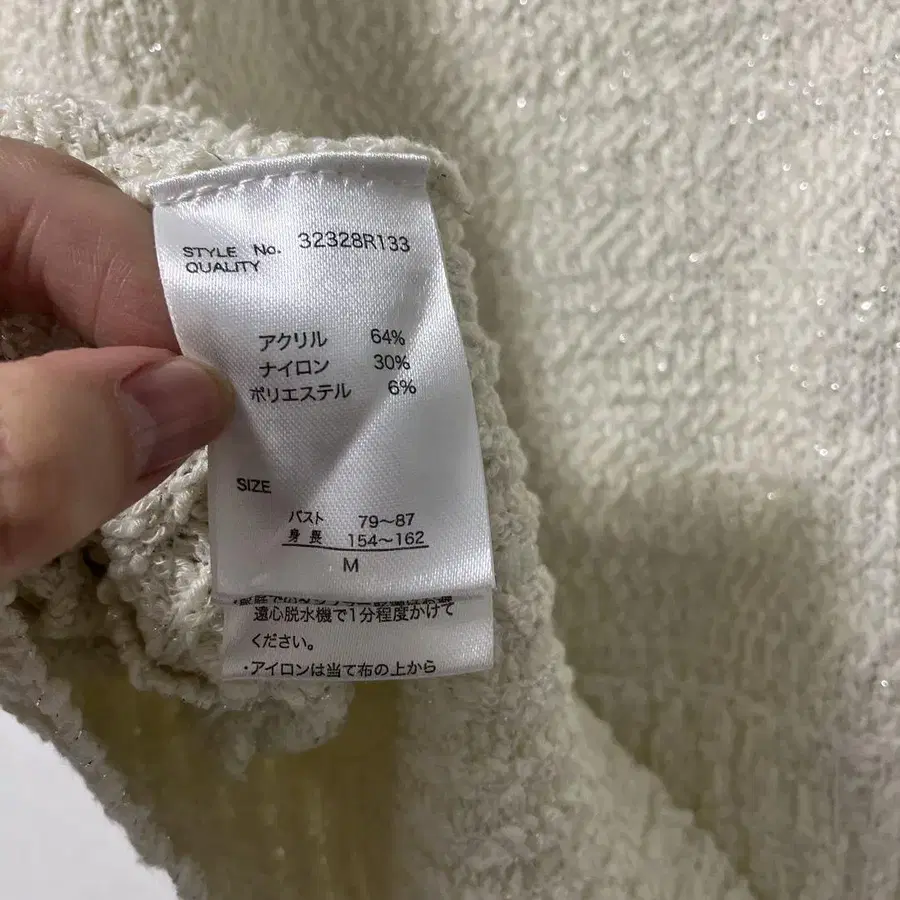 STYLE No. 32328R133
QUALITY
アクリル 64%
ナイロン 30%
ポリエステル 6%
SIZE
バスト 79〜87
身長 154〜162
M
遠心脱水機で1分程度かけて
ください。
・アイロンは当て布の上から